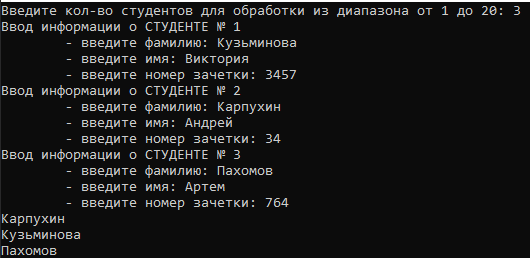 Введите кол-во студентов для обработки из диапазона от 1 до 20: 3
Ввод информации о СТУДЕНТЕ № 1
- введите фамилию: Кузьминова
- введите имя: Виктория
- введите номер зачетки: 3457
Ввод информации о СТУДЕНТЕ № 2
- введите фамилию: Карпухин
- введите имя: Андрей
- введите номер зачетки: 34
Ввод информации о СТУДЕНТЕ № 3
- введите фамилию: Пахомов
- введите имя: Артем
- введите номер зачетки: 764
Карпухин
Кузьминова
Пахомов